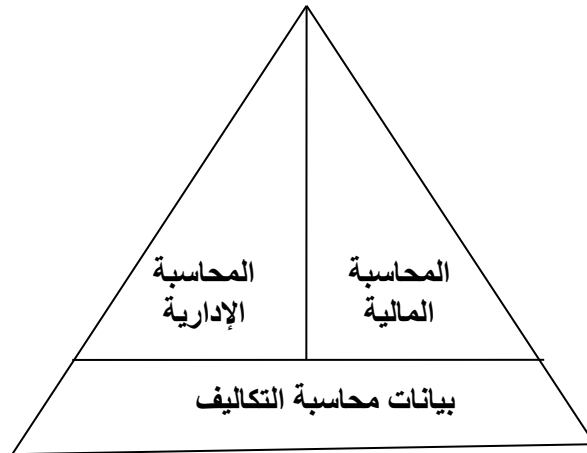 المحاسبة
المالية
المحاسبة
الإدارية
بيانات محاسبة التكاليف